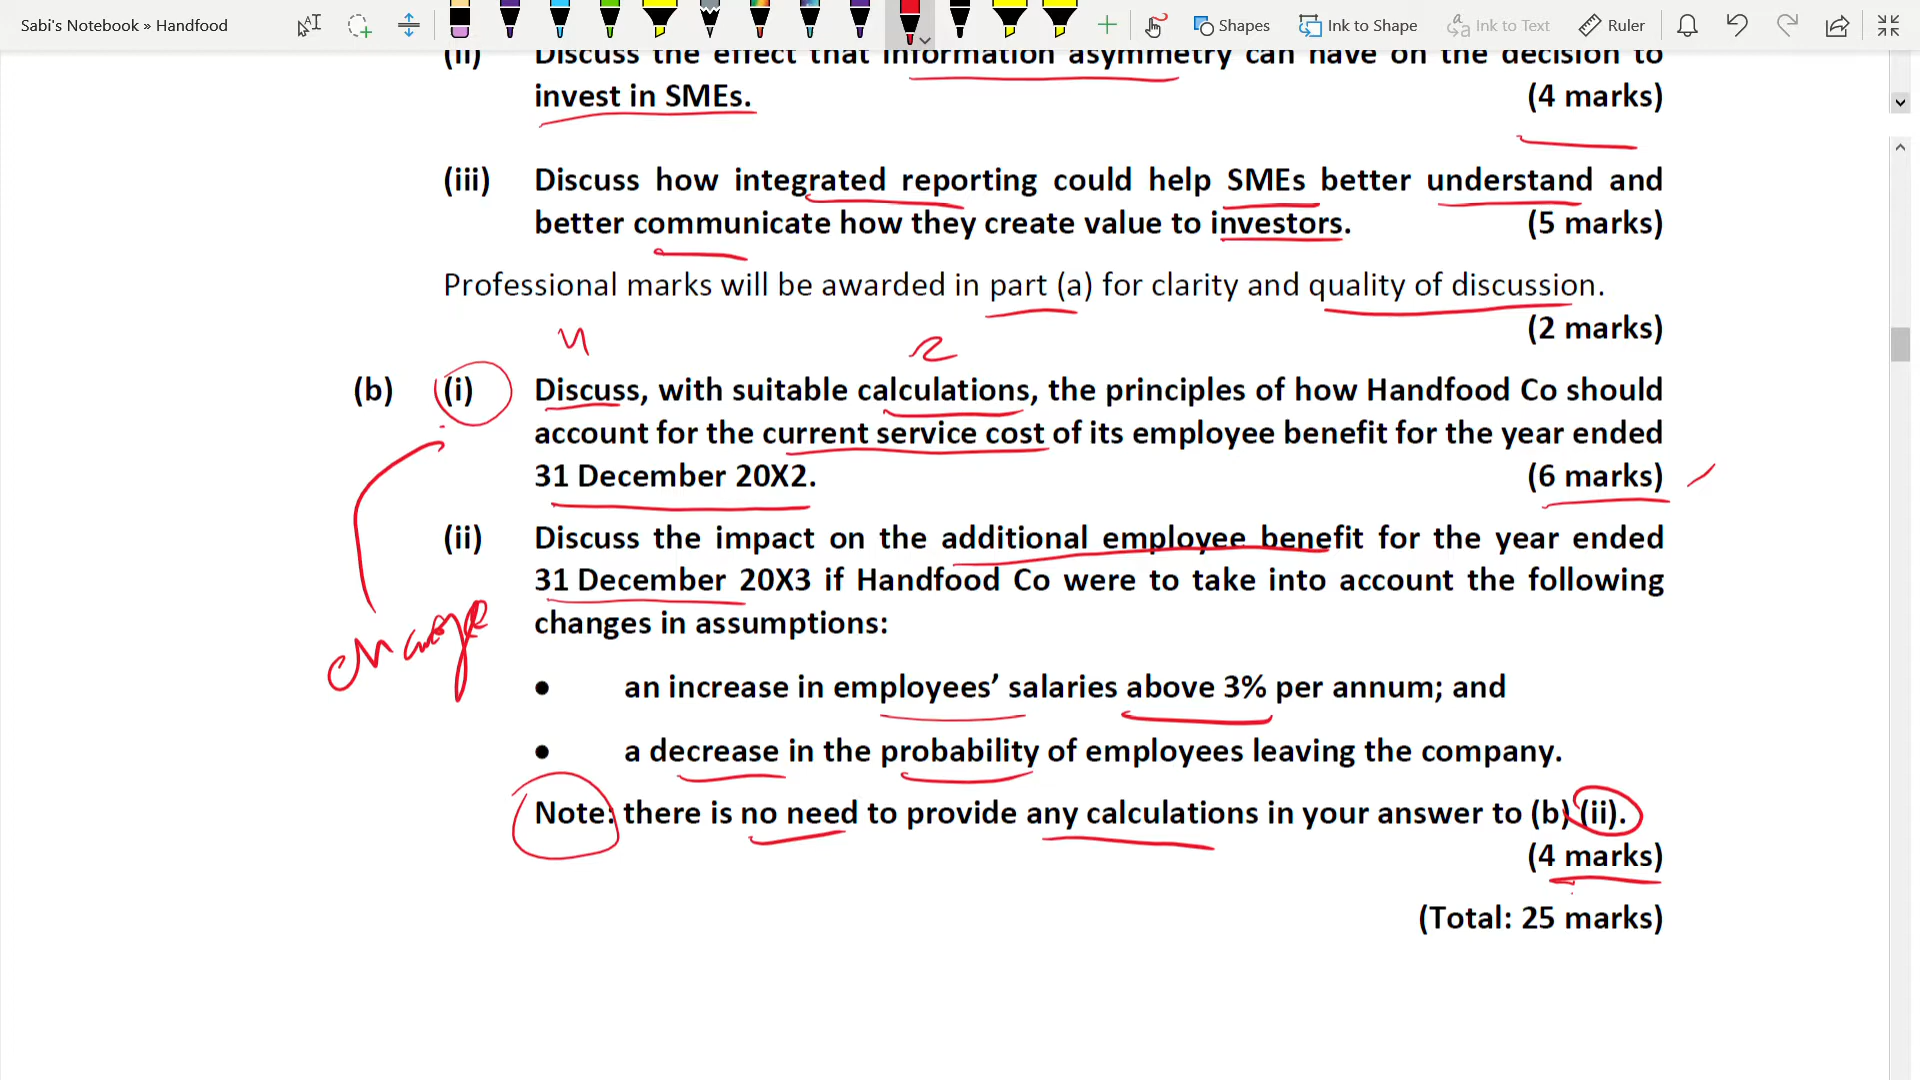 Sabi's Notebook » Handfood
Shapes
Ink to Shape
Ink to Text
Ruler
(ii) Discuss the effect that information asymmetry can have on the decision to
invest in SMEs. (4 marks)
(iii) Discuss how integrated reporting could help SMEs better understand and
better communicate how they create value to investors. (5 marks)
Professional marks will be awarded in part (a) for clarity and quality of discussion.
(2 marks)
4 2
(b) (i) Discuss, with suitable calculations, the principles of how Handfood Co should
account for the current service cost of its employee benefit for the year ended
31 December 20X2. (6 marks)
(ii) Discuss the impact on the additional employee benefit for the year ended
31 December 20X3 if Handfood Co were to take into account the following
changes in assumptions:
change
• an increase in employees' salaries above 3% per annum; and
• a decrease in the probability of employees leaving the company.
Note: there is no need to provide any calculations in your answer to (b) (ii).
(4 marks)
(Total: 25 marks)